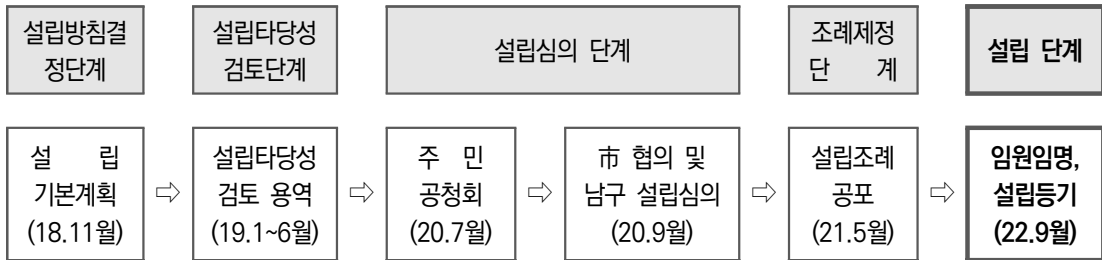 설립방침결
정단계
설립타당성
검토단계
설립심의 단계
조례제정
단 계
설립 단계
설 립
기본계획
(18.11월)
⇨
설립타당성
검토 용역
(19.1~6월)
⇨
주 민
공청회
(20.7월)
⇨
市 협의 및
남구 설립심의
(20.9월)
⇨
설립조례
공포
(21.5월)
⇨
임원임명,
설립등기
(22.9월)